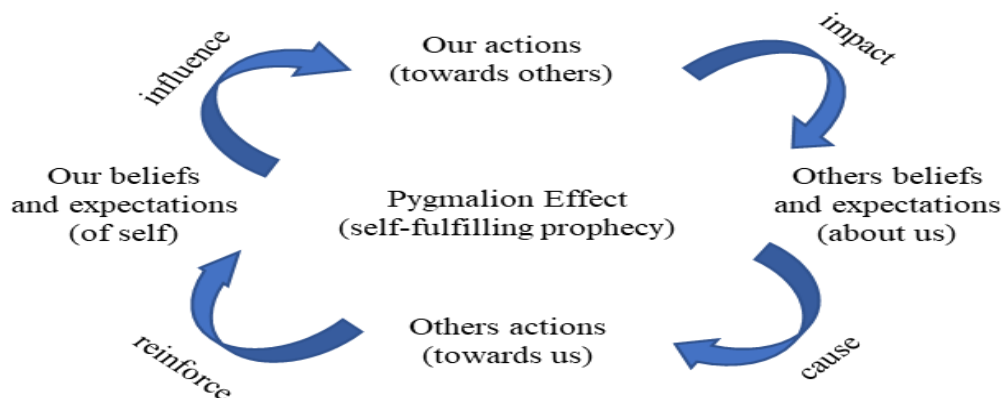 Our actions
(towards others)
impact
Others beliefs
and expectations
(about us)
cause
Others actions
(towards us)
reinforce
Our beliefs
and expectations
(of self)
influence
Pygmalion Effect
(self-fulfilling prophecy)